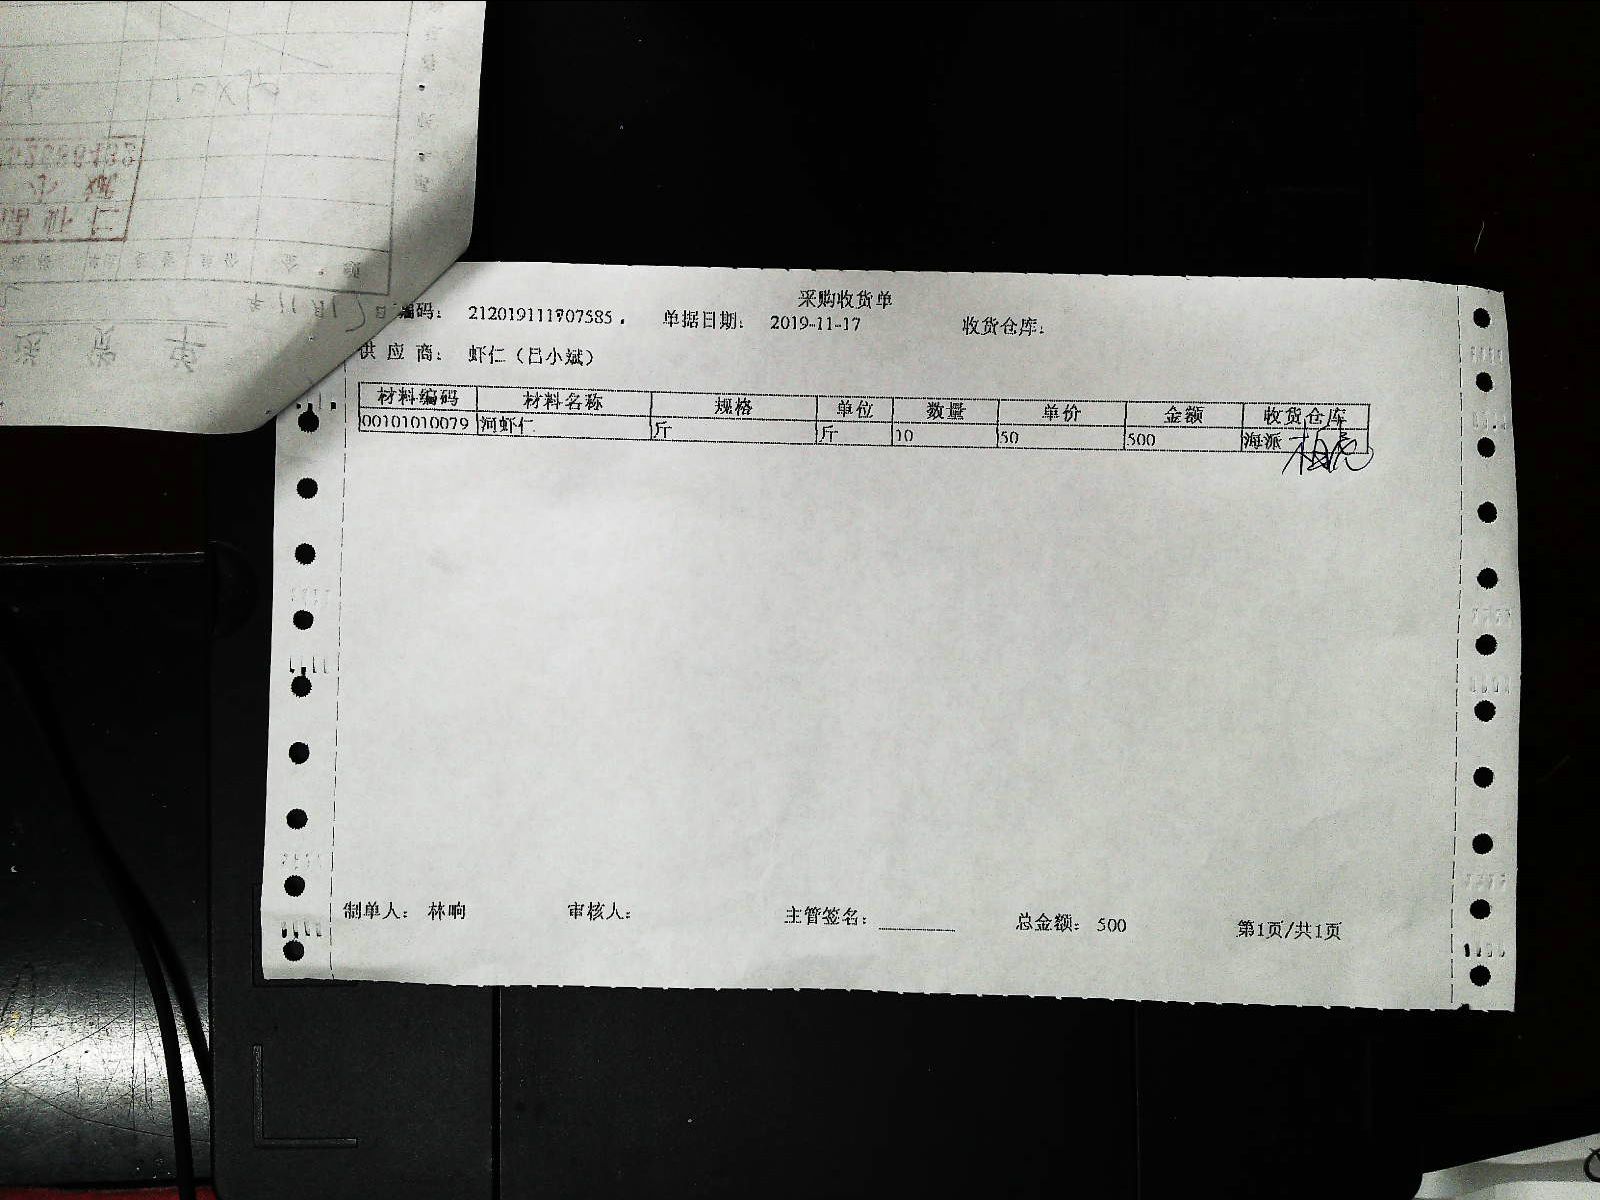 采购收货单
编码: 212019111707585. 单据日期: 2019-11-17 收货仓库:
供 应 商: 虾仁(吕小斌)
材料编码 材料名称 规格 单位 数量 单价 金额 收货仓库
00101010079 河虾仁 斤 斤 10 50 500 海派
制单人: 林响 审核人: 主管签名: ______ 总金额: 500 第1页/共1页